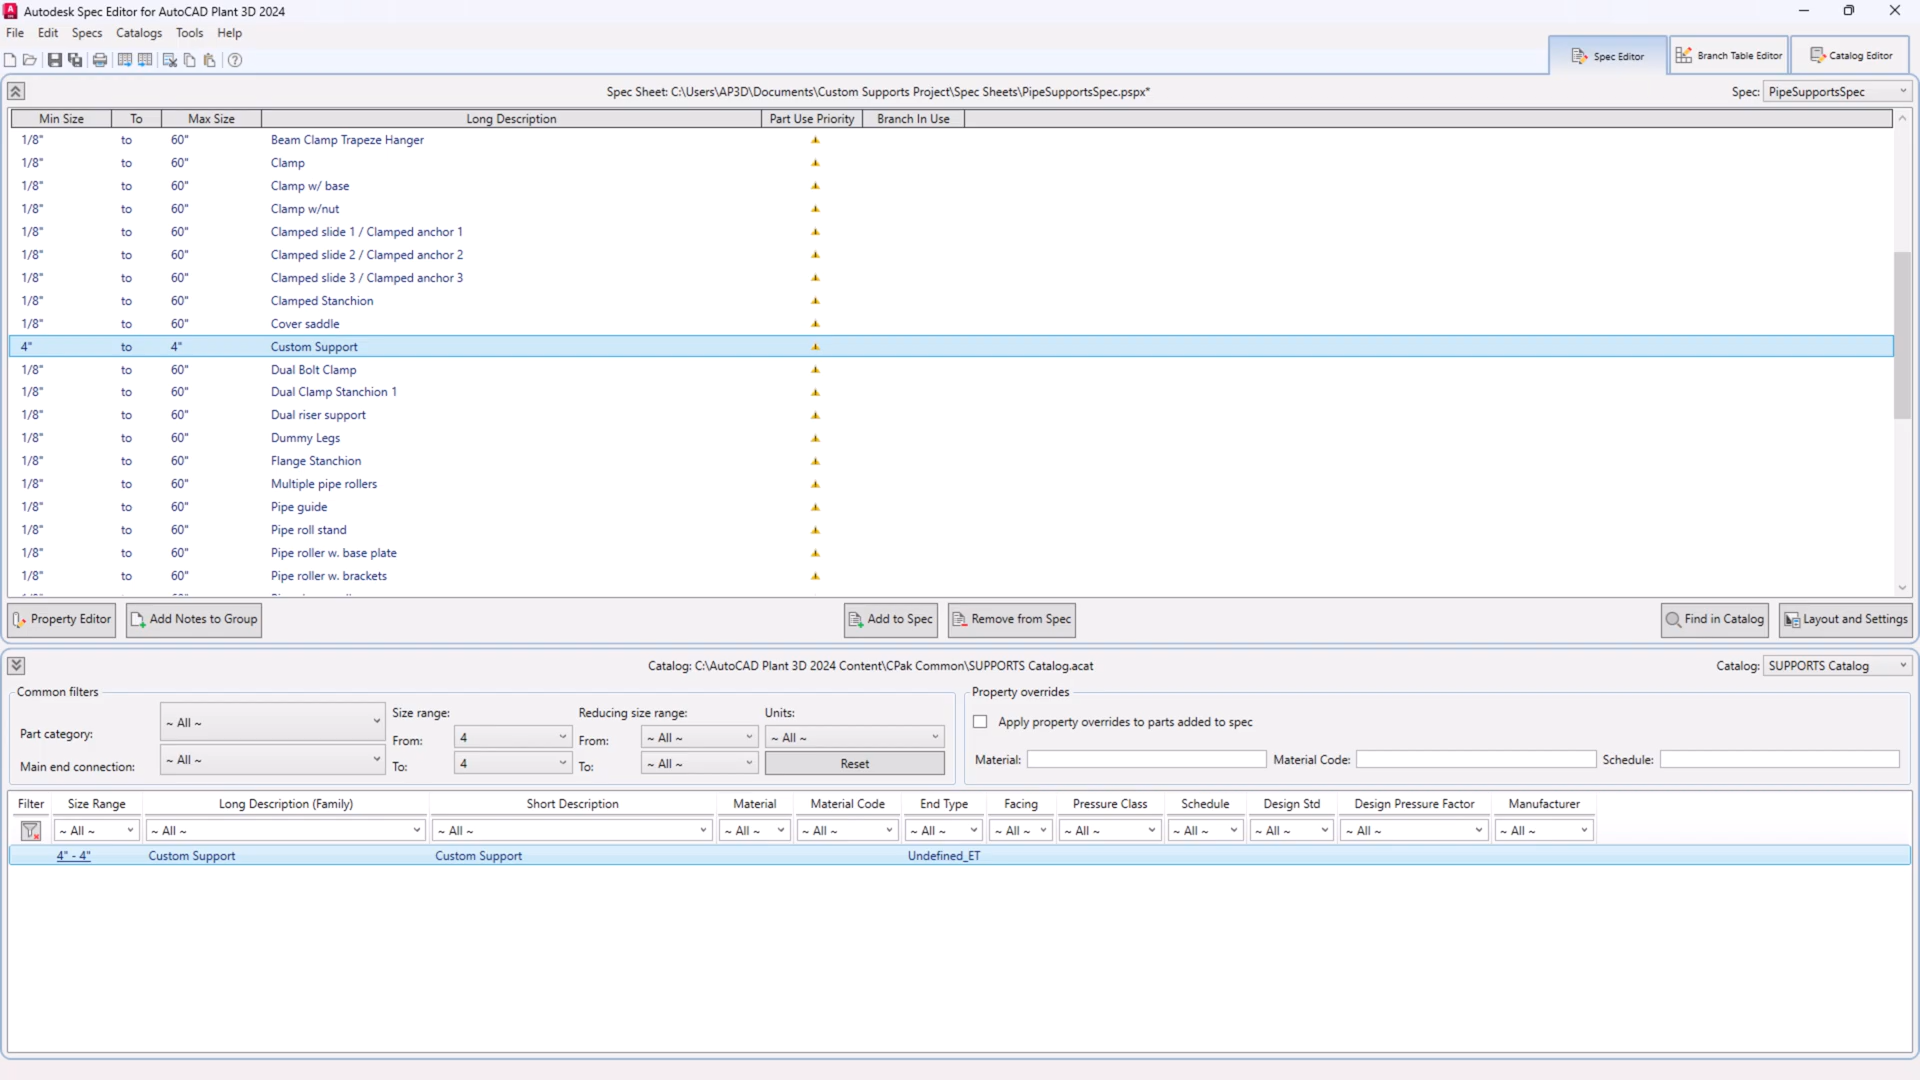 Autodesk Spec Editor for AutoCAD Plant 3D 2024
File Edit Specs Catalogs Tools Help
Spec Editor Branch Table Editor Catalog Editor
Spec Sheet: C:\Users\AP3D\Documents\Custom Supports Project\Spec Sheets\PipeSupportsSpec.pspx* Spec: PipeSupportsSpec
Min Size To Max Size Long Description Part Use Priority Branch In Use
1/8" to 60" Beam Clamp Trapeze Hanger
1/8" to 60" Clamp
1/8" to 60" Clamp w/ base
1/8" to 60" Clamp w/nut
1/8" to 60" Clamped slide 1 / Clamped anchor 1
1/8" to 60" Clamped slide 2 / Clamped anchor 2
1/8" to 60" Clamped slide 3 / Clamped anchor 3
1/8" to 60" Clamped Stanchion
1/8" to 60" Cover saddle
4" to 4" Custom Support
1/8" to 60" Dual Bolt Clamp
1/8" to 60" Dual Clamp Stanchion 1
1/8" to 60" Dual riser support
1/8" to 60" Dummy Legs
1/8" to 60" Flange Stanchion
1/8" to 60" Multiple pipe rollers
1/8" to 60" Pipe guide
1/8" to 60" Pipe roll stand
1/8" to 60" Pipe roller w. base plate
1/8" to 60" Pipe roller w. brackets
Property Editor Add Notes to Group Add to Spec Remove from Spec Find in Catalog Layout and Settings
Catalog: C:\AutoCAD Plant 3D 2024 Content\CPak Common\SUPPORTS Catalog.acat Catalog: SUPPORTS Catalog
Common filters Property overrides
Part category: ~ All ~ Size range: Reducing size range: Units: Apply property overrides to parts added to spec
From: 4 From: ~ All ~ ~ All ~
Main end connection: ~ All ~ To: 4 To: ~ All ~ Reset Material: Material Code: Schedule:
Filter Size Range Long Description (Family) Short Description Material Material Code End Type Facing Pressure Class Schedule Design Std Design Pressure Factor Manufacturer
~ All ~ ~ All ~ ~ All ~ ~ All ~ ~ All ~ ~ All ~ ~ All ~ ~ All ~ ~ All ~ ~ All ~ ~ All ~ ~ All ~
4" - 4" Custom Support Custom Support Undefined_ET